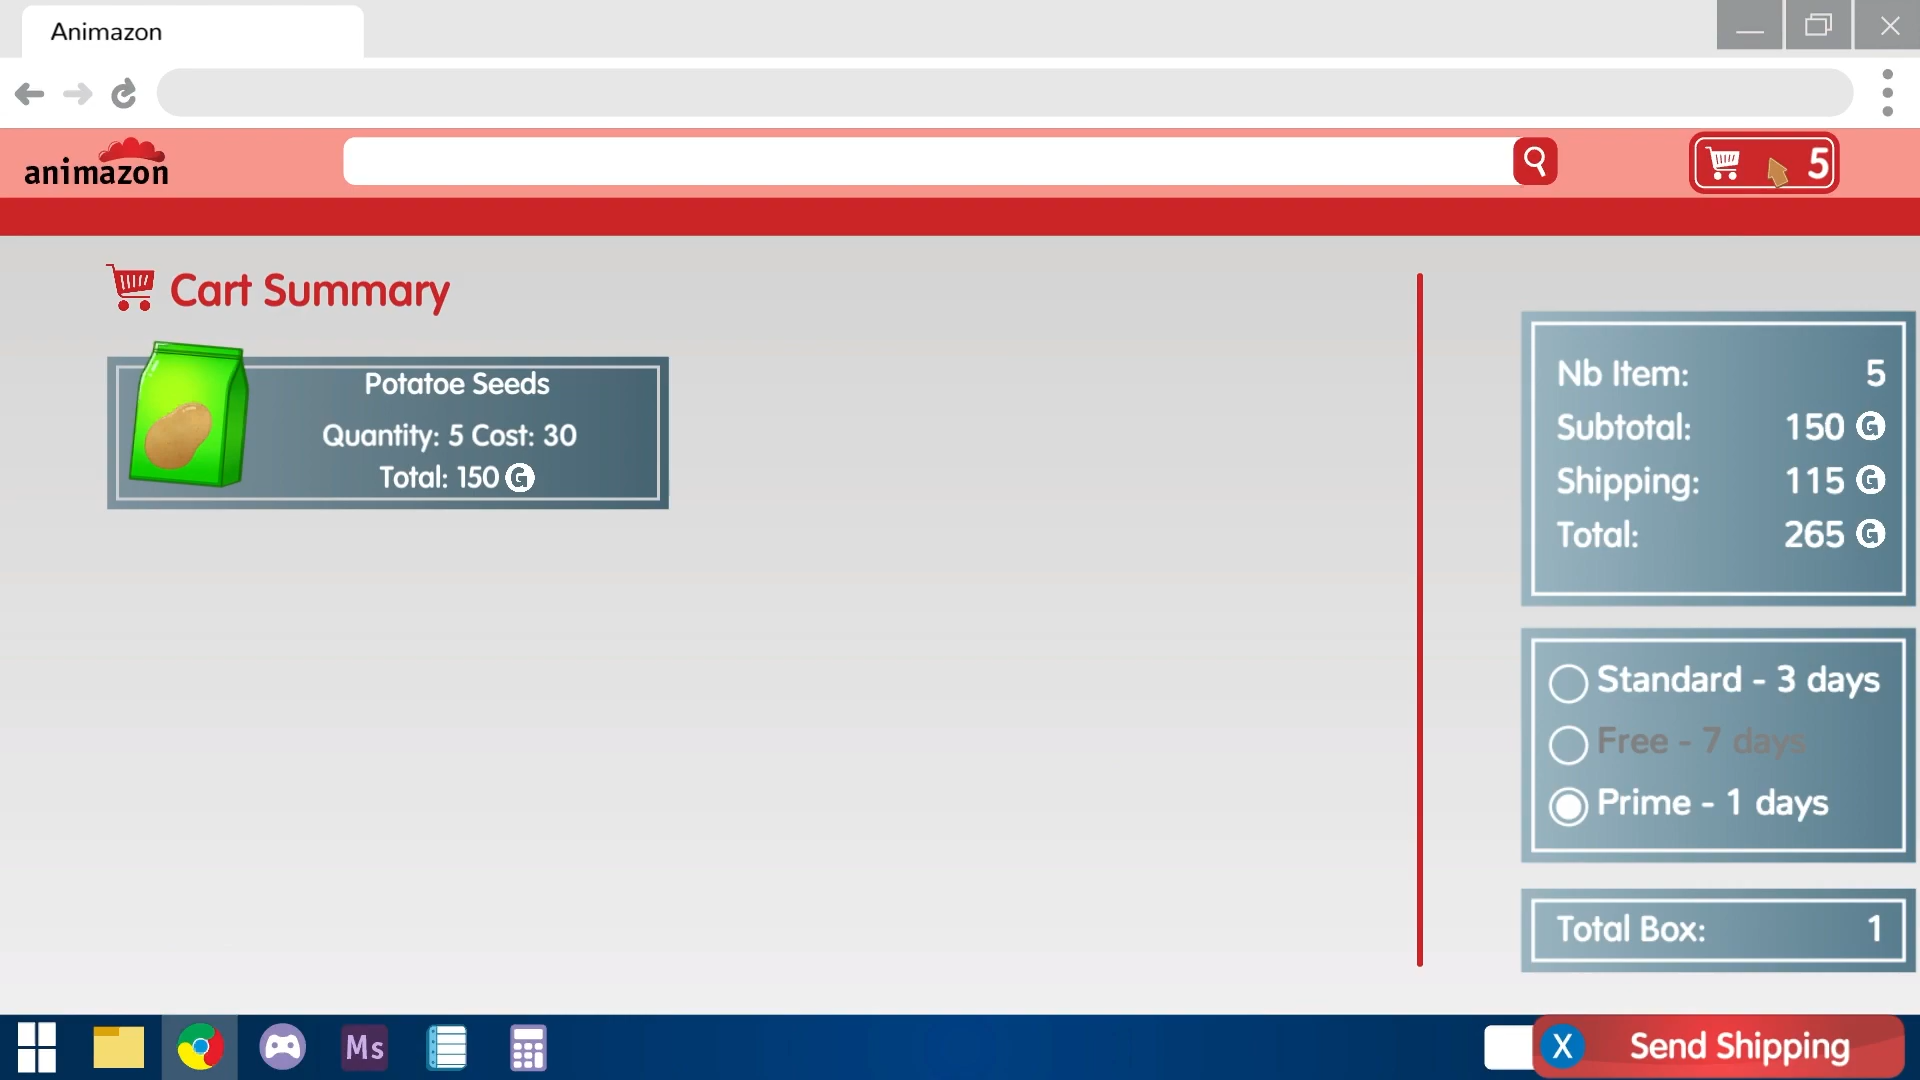 Animazon
animazon
5
Cart Summary
Potatoe Seeds
Quantity: 5 Cost: 30
Total: 150 G
Nb Item: 5
Subtotal: 150 G
Shipping: 115 G
Total: 265 G
Standard - 3 days
Free - 7 days
Prime - 1 days
Total Box: 1
Ms
X Send Shipping